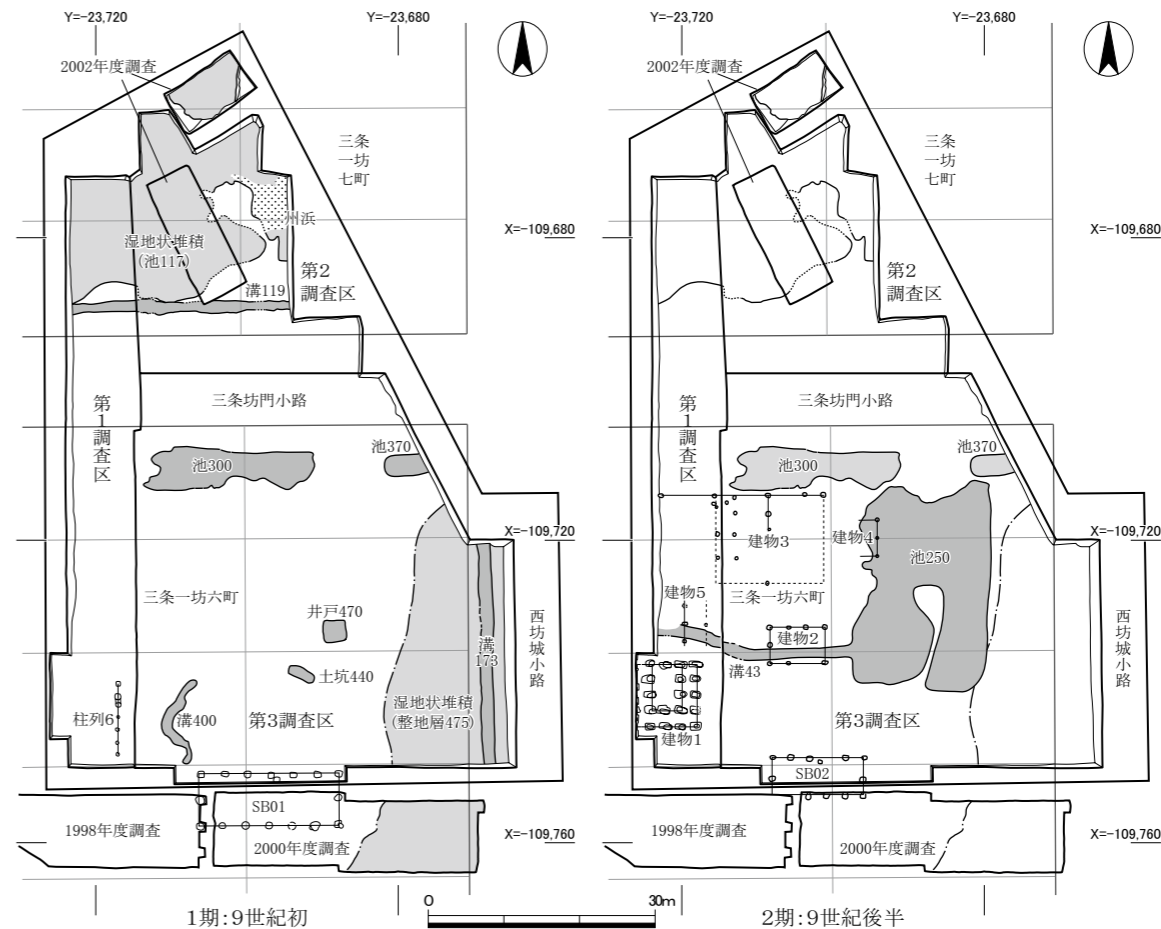 Y=−23,720
Y=−23,680
2002年度調査
三条一坊七町
州浜
X=−109,680
湿地状堆積
(池117)
第2
調査区
溝119
第1調査区
三条坊門小路
池370
池300
X=−109,720
三条一坊六町
井戸470
西坊城小路
溝173
土坑440
湿地状堆積
(整地層475)
柱列6
溝400
第3調査区
SB01
1998年度調査
2000年度調査
X=−109,760
1期:9世紀初
Y=−23,720
Y=−23,680
2002年度調査
三条一坊七町
X=−109,680
第2
調査区
第1調査区
三条坊門小路
池370
池300
X=−109,720
建物3
建物4
池250
建物5
三条一坊六町
西坊城小路
建物2
溝43
第3調査区
建物1
SB02
1998年度調査
2000年度調査
X=−109,760
0
30m
2期:9世紀後半